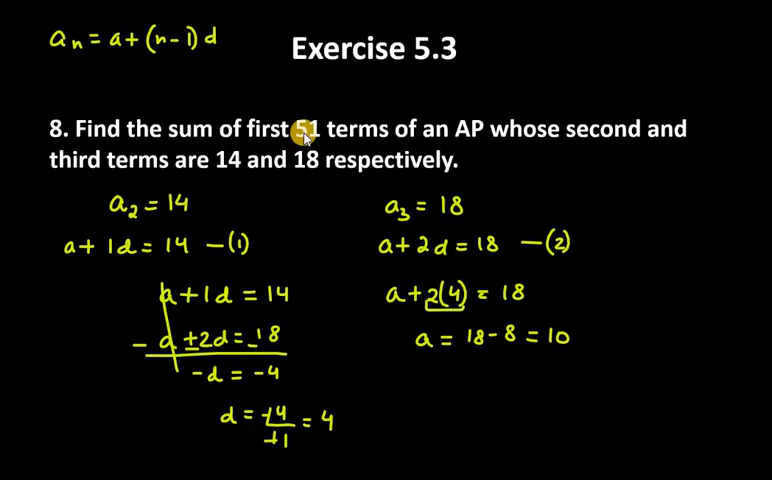 aₙ = a + (n - 1) d
Exercise 5.3
8. Find the sum of first 51 terms of an AP whose second and
third terms are 14 and 18 respectively.
a₂ = 14
a + 1d = 14 — (1)
a + 1d = 14
- a ± 2d = - 18
-d = -4
d = -4/-1 = 4
a₃ = 18
a + 2d = 18 — (2)
a + 2(4) = 18
a = 18 - 8 = 10